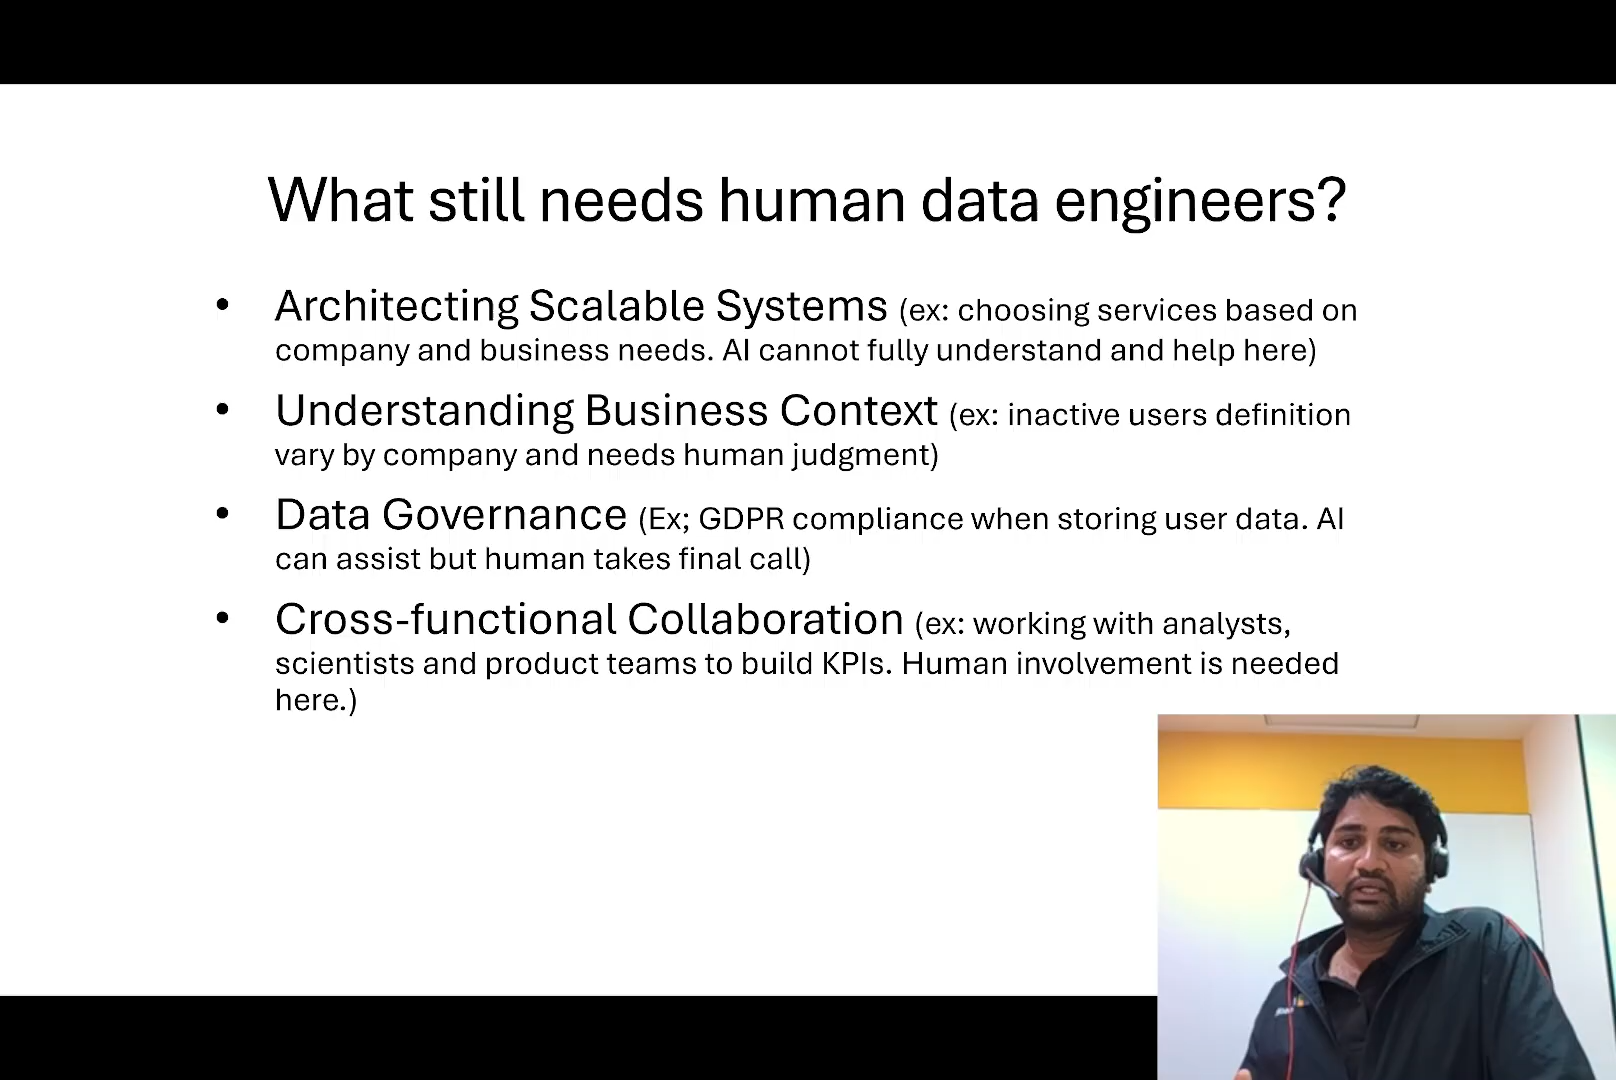 What still needs human data engineers?
• Architecting Scalable Systems (ex: choosing services based on
company and business needs. AI cannot fully understand and help here)
• Understanding Business Context (ex: inactive users definition
vary by company and needs human judgment)
• Data Governance (Ex; GDPR compliance when storing user data. AI
can assist but human takes final call)
• Cross-functional Collaboration (ex: working with analysts,
scientists and product teams to build KPIs. Human involvement is needed
here.)